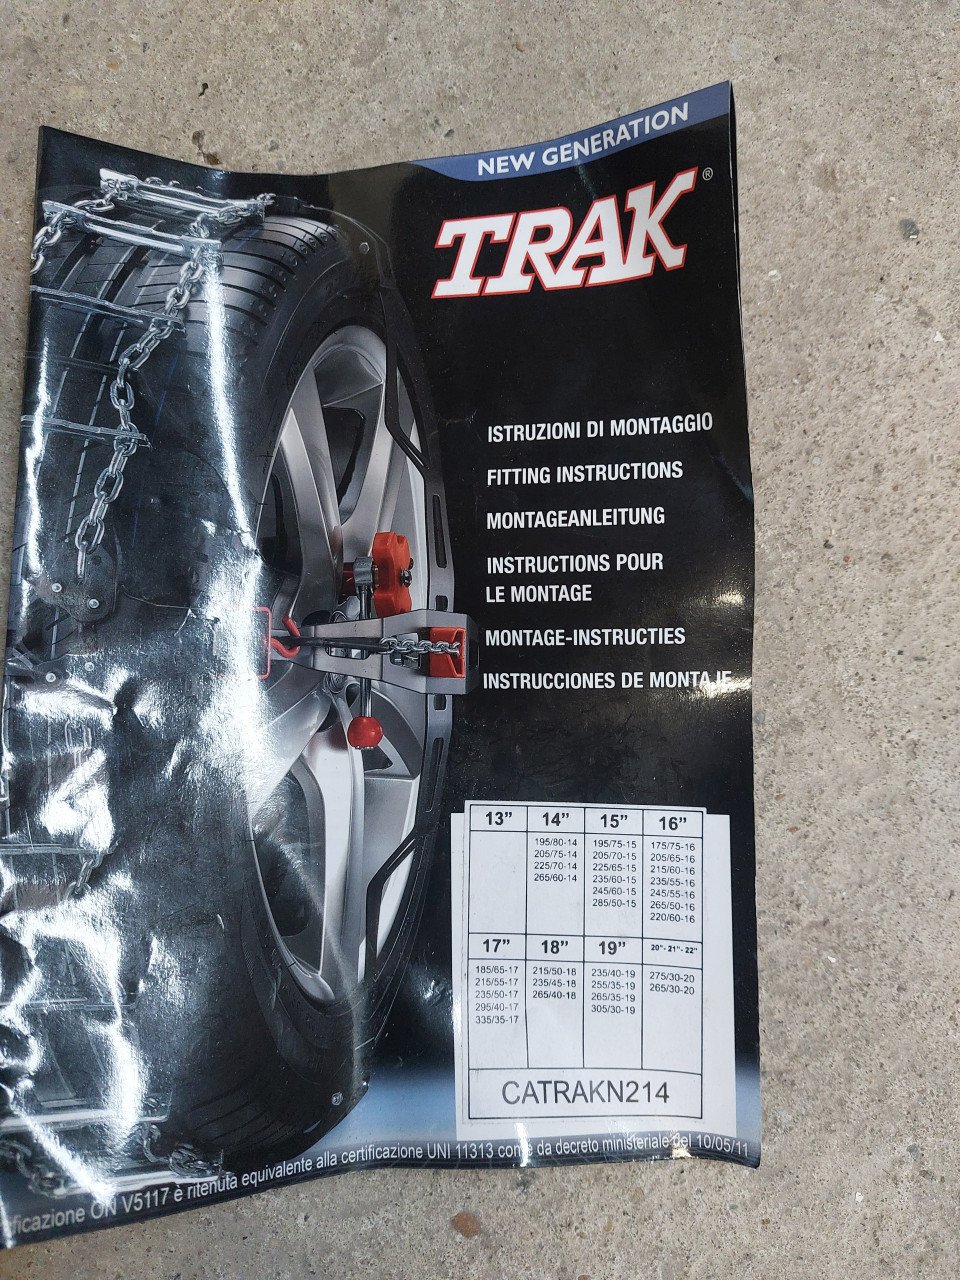 NEW GENERATION
TRAK®
ISTRUZIONI DI MONTAGGIO
FITTING INSTRUCTIONS
MONTAGEANLEITUNG
INSTRUCTIONS POUR
LE MONTAGE
MONTAGE-INSTRUCTIES
INSTRUCCIONES DE MONTAJE
13” 14” 15” 16”
195/80-14 195/75-15 175/75-16
205/75-14 205/70-15 205/65-16
225/70-14 225/65-15 215/60-16
265/60-14 235/60-15 235/55-16
245/60-15 245/55-16
285/50-15 265/50-16
220/60-16
17” 18” 19” 20”- 21”- 22”
185/65-17 215/50-18 235/40-19 275/30-20
215/55-17 235/45-18 255/35-19 265/30-20
235/50-17 265/40-18 265/35-19
295/40-17 305/30-19
335/35-17
CATRAKN214
ificazione ON V5117 è ritenuta equivalente alla certificazione UNI 11313 come da decreto ministeriale del 10/05/11